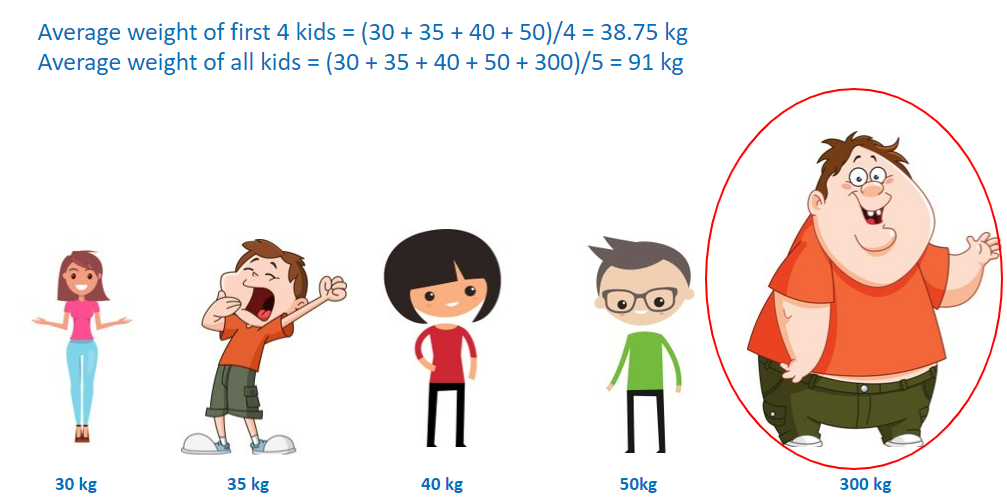 Average weight of first 4 kids = (30 + 35 + 40 + 50)/4 = 38.75 kg
Average weight of all kids = (30 + 35 + 40 + 50 + 300)/5 = 91 kg
30 kg 35 kg 40 kg 50kg 300 kg